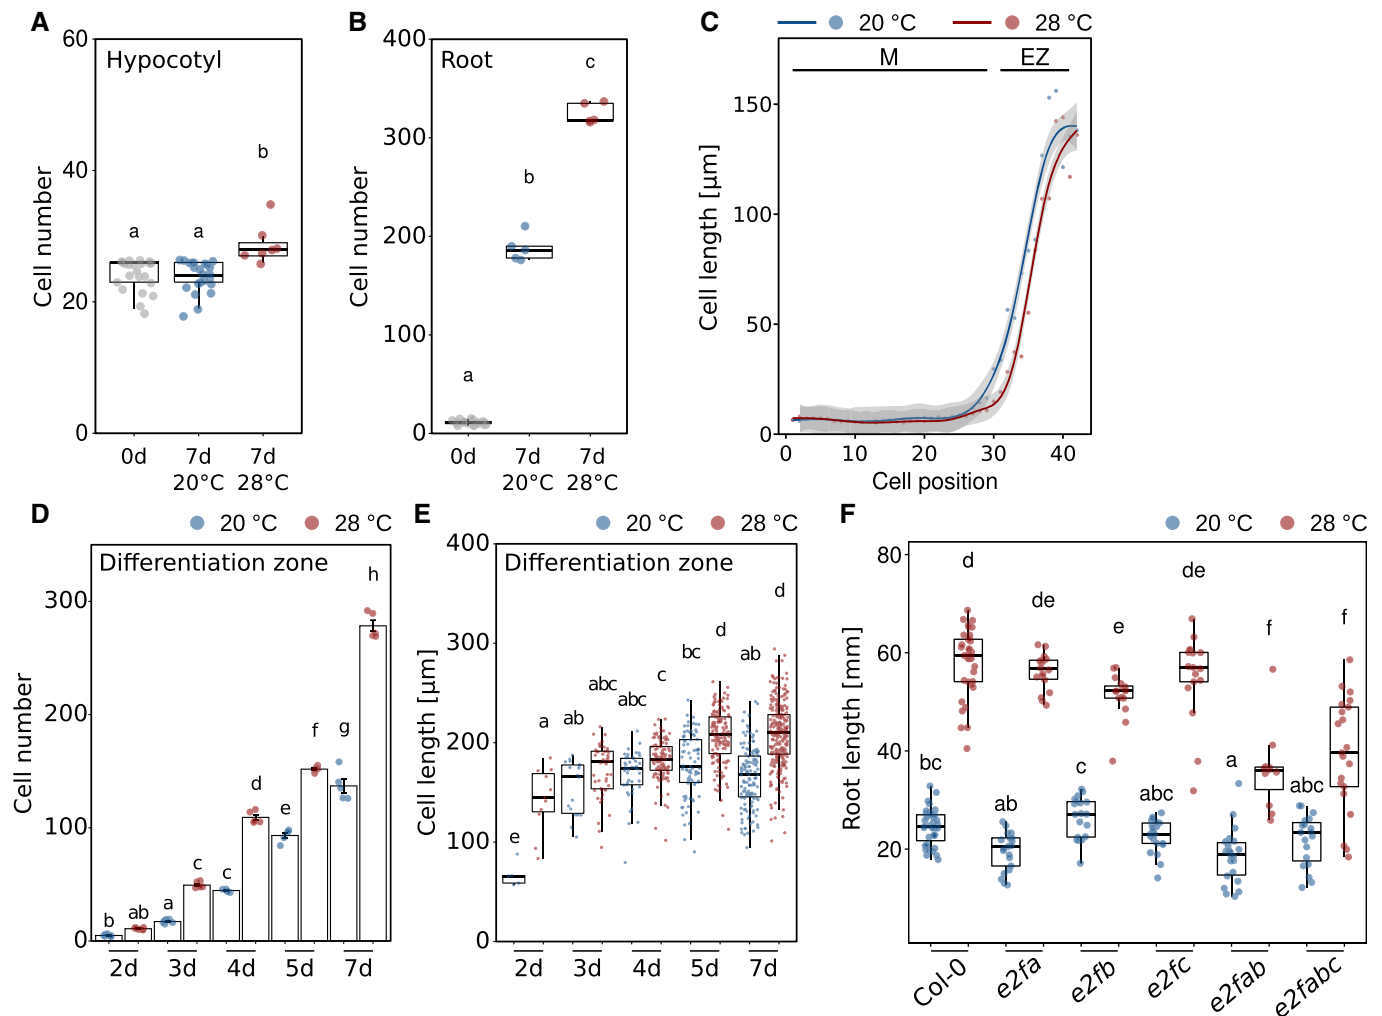 A
Hypocotyl
Cell number
60
40
20
0
a
a
b
0d
7d
20°C
7d
28°C
B
Root
Cell number
400
300
200
100
0
a
b
c
0d
7d
20°C
7d
28°C
C
20 °C
28 °C
M
EZ
Cell length [µm]
150
100
50
0
0
10
20
30
40
Cell position
D
20 °C
28 °C
Differentiation zone
Cell number
300
200
100
0
b
ab
a
c
c
d
e
f
g
h
2d
3d
4d
5d
7d
E
20 °C
28 °C
Differentiation zone
Cell length [µm]
400
300
200
100
0
e
a
ab
abc
abc
c
bc
d
ab
d
2d
3d
4d
5d
7d
F
20 °C
28 °C
Root length [mm]
80
60
40
20
bc
d
ab
de
c
e
abc
de
a
f
abc
f
Col-0
e2fa
e2fb
e2fc
e2fab
e2fabc